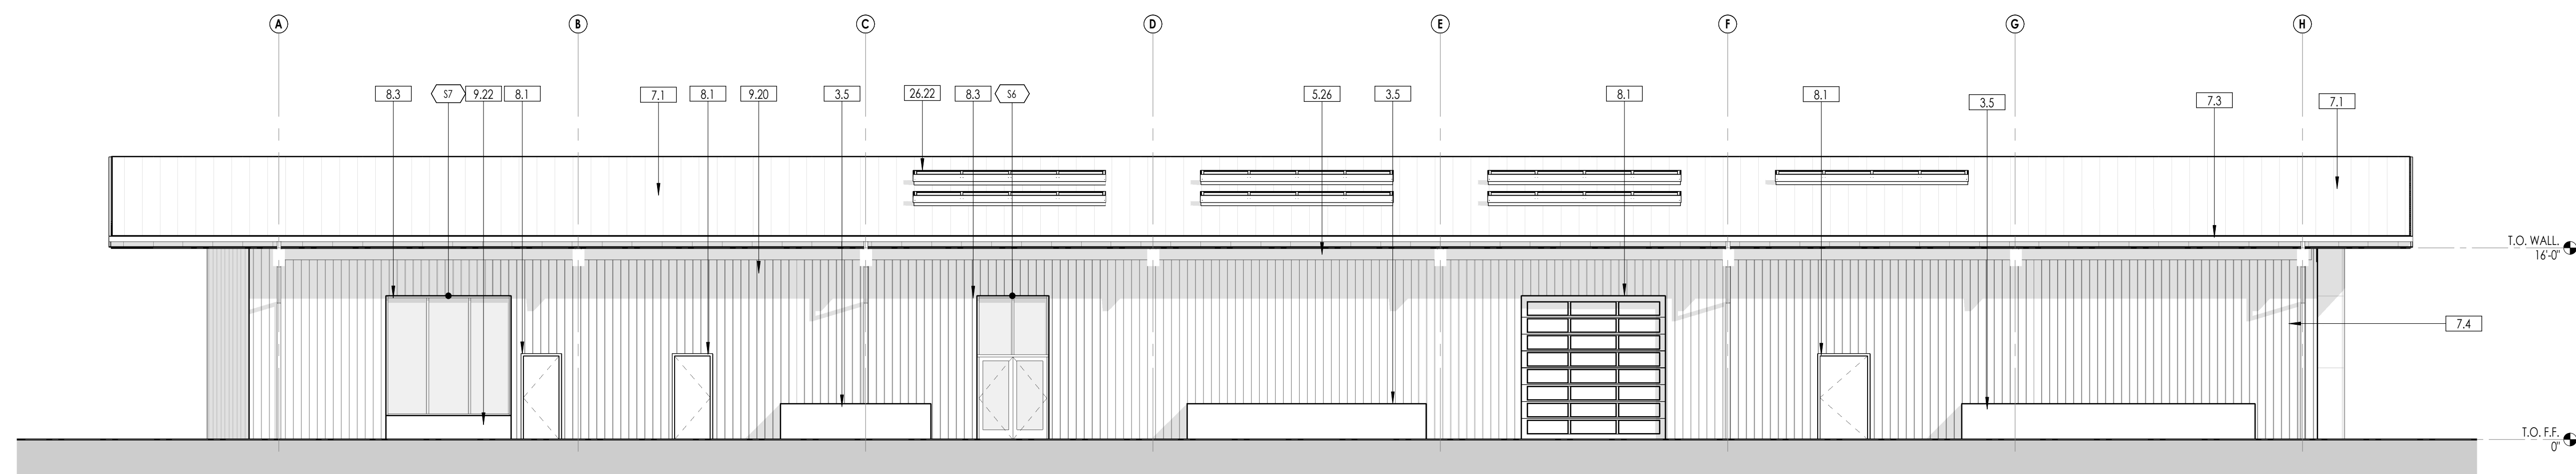 A B C D E F G H
8.3 S7 9.22 8.1 7.1 8.1 9.20 3.5 26.22 8.3 S6 5.26 3.5 8.1 8.1 3.5 7.3 7.1
T.O. WALL.
16'-0"
7.4
T.O. F.F.
0"